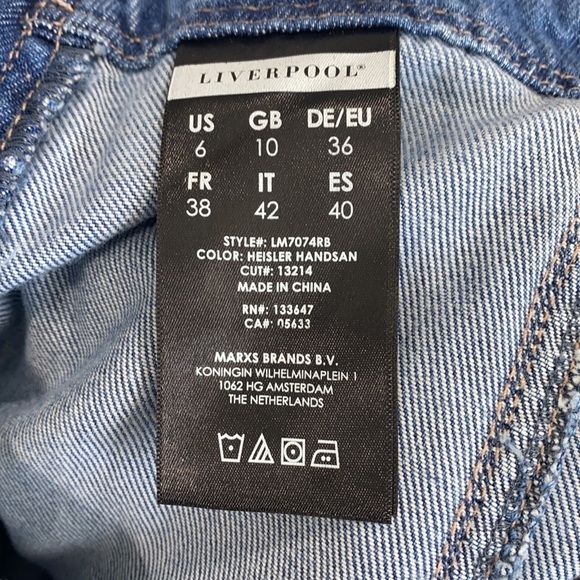 LIVERPOOL®
US GB DE/EU
6 10 36
FR IT ES
38 42 40
STYLE#: LM7074RB
COLOR: HEISLER HANDSAN
CUT#: 13214
MADE IN CHINA
RN#: 133647
CA#: 05633
MARXS BRANDS B.V.
KONINGIN WILHELMINAPLEIN 1
1062 HG AMSTERDAM
THE NETHERLANDS